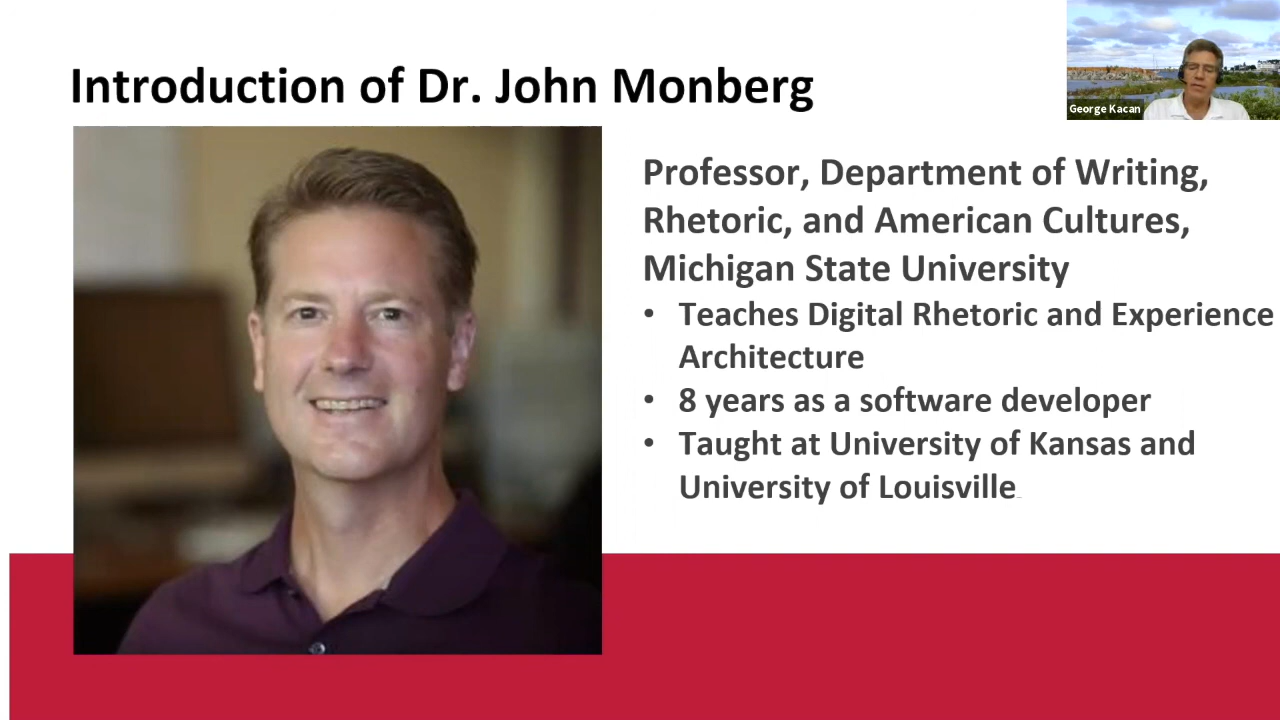 Introduction of Dr. John Monberg
George Kacan
Professor, Department of Writing,
Rhetoric, and American Cultures,
Michigan State University
• Teaches Digital Rhetoric and Experience
Architecture
• 8 years as a software developer
• Taught at University of Kansas and
University of Louisville